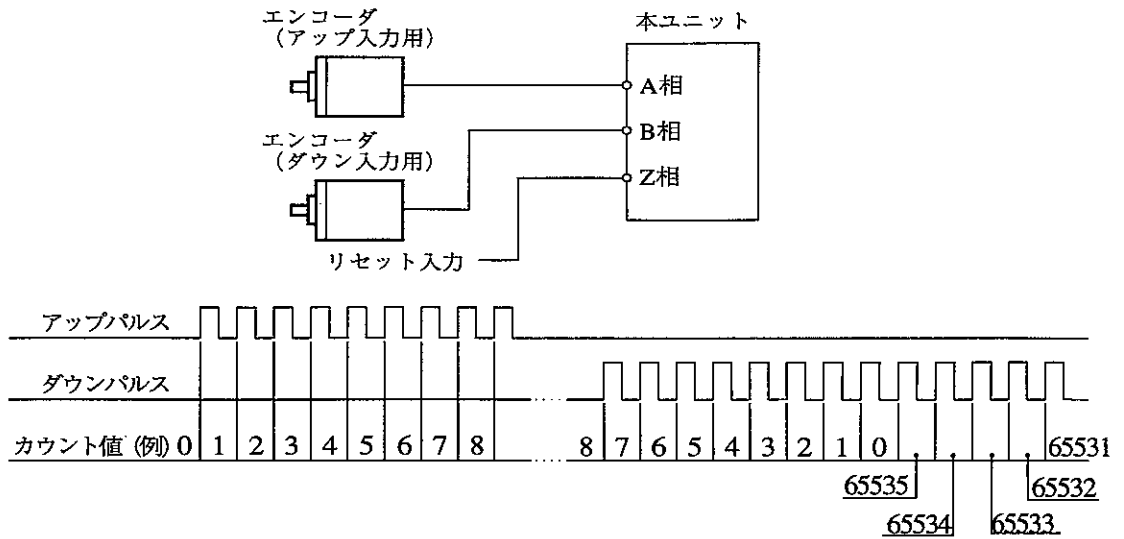 エンコーダ
(アップ入力用)
本ユニット
A相
B相
Z相
エンコーダ
(ダウン入力用)
リセット入力
アップパルス
ダウンパルス
カウント値 (例) 0 1 2 3 4 5 6 7 8 8 7 6 5 4 3 2 1 0 65531
65535 65532
65534 65533